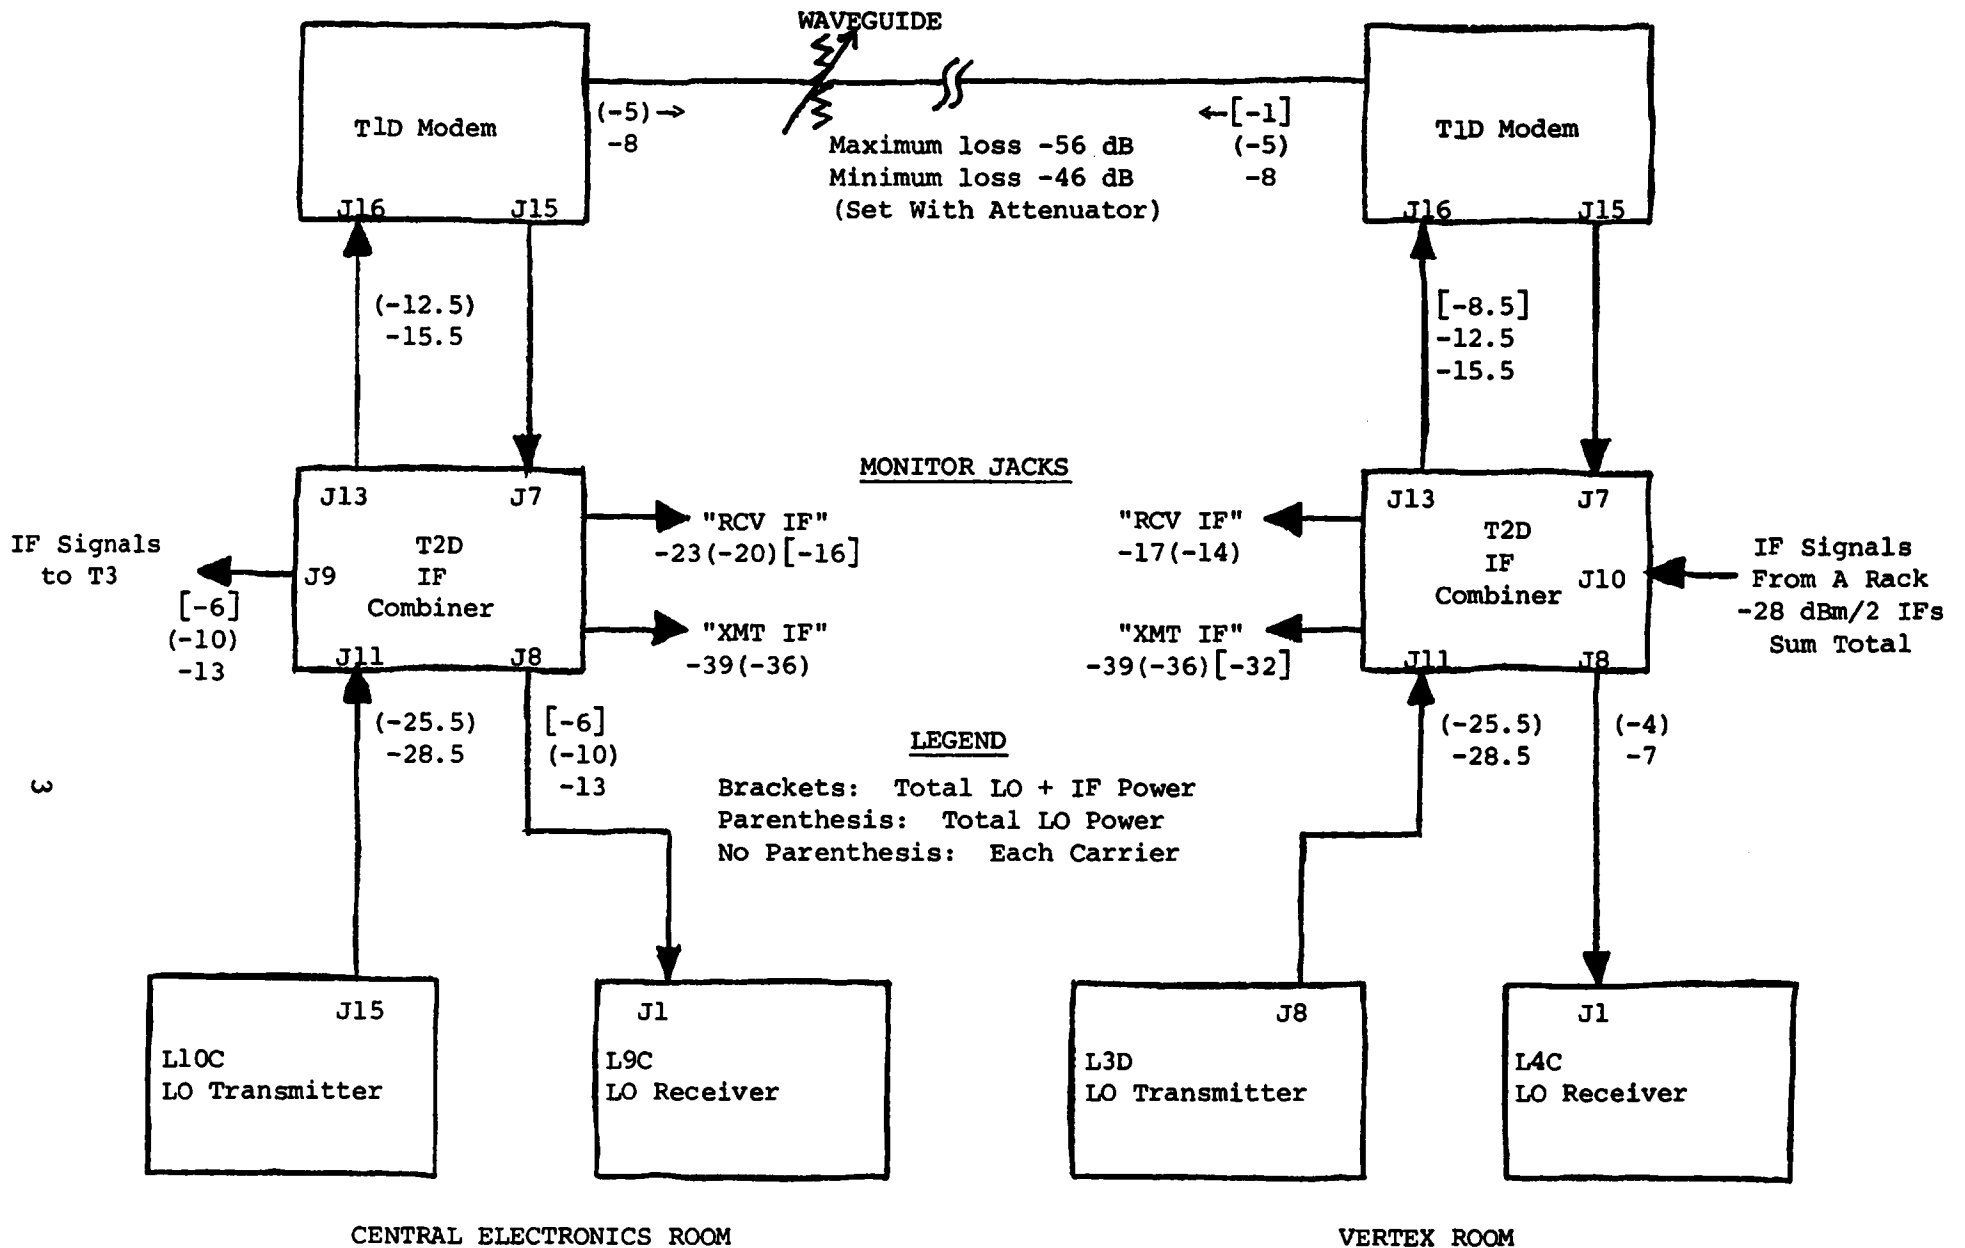 WAVEGUIDE
T1D Modem
J16
J15
(-5)→
-8
Maximum loss -56 dB
Minimum loss -46 dB
(Set With Attenuator)
←[-1]
(-5)
-8
T1D Modem
J16
J15
(-12.5)
-15.5
[-8.5]
-12.5
-15.5
MONITOR JACKS
J13
J7
T2D
IF
Combiner
J9
J11
J8
IF Signals
to T3
[-6]
(-10)
-13
"RCV IF"
-23(-20)[-16]
"XMT IF"
-39(-36)
"RCV IF"
-17(-14)
"XMT IF"
-39(-36)[-32]
J13
J7
T2D
IF
Combiner
J10
J11
J8
IF Signals
From A Rack
-28 dBm/2 IFs
Sum Total
(-25.5)
-28.5
[-6]
(-10)
-13
LEGEND
Brackets: Total LO + IF Power
Parenthesis: Total LO Power
No Parenthesis: Each Carrier
(-25.5)
-28.5
(-4)
-7
3
J15
L10C
LO Transmitter
J1
L9C
LO Receiver
J8
L3D
LO Transmitter
J1
L4C
LO Receiver
CENTRAL ELECTRONICS ROOM
VERTEX ROOM